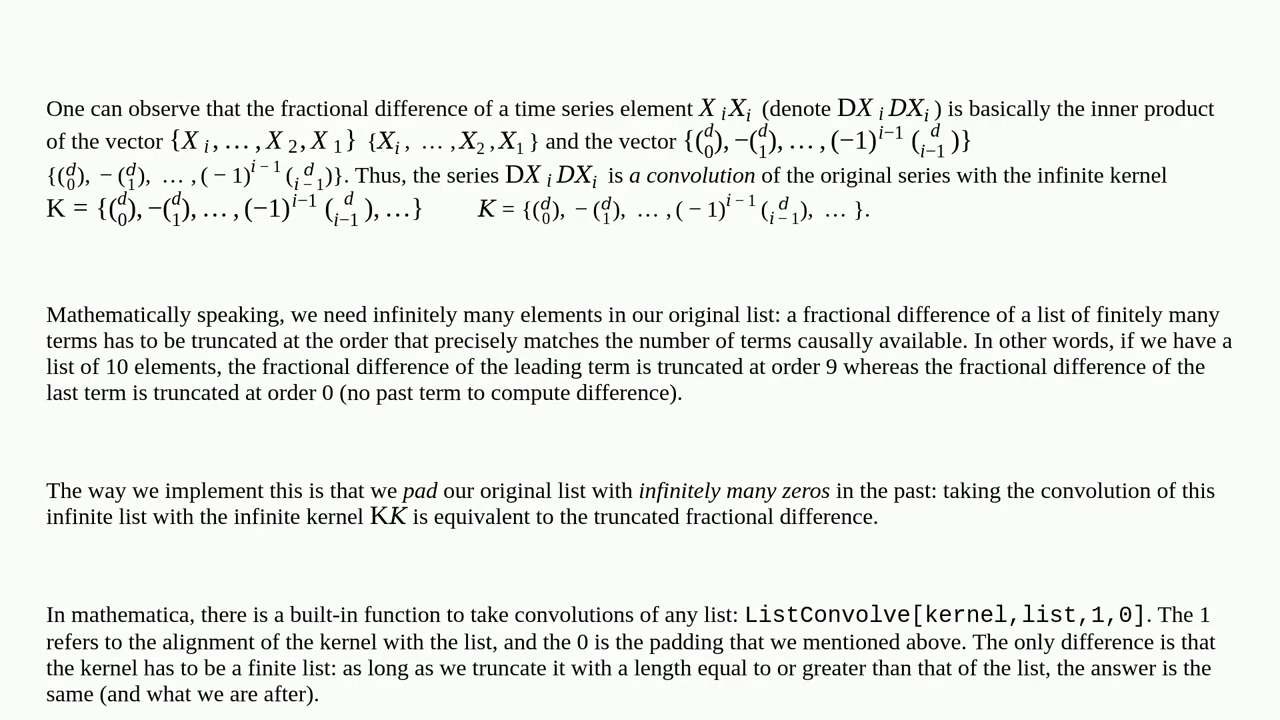 One can observe that the fractional difference of a time series element X i Xi (denote DX i DXi ) is basically the inner product
of the vector {X i, … , X 2, X 1} {Xi , … , X2 , X1 } and the vector {(d 0), −(d 1), … , (−1)^i−1 (d i−1)}
{(d 0), − (d 1), … , ( − 1)^i − 1 (d i − 1)}. Thus, the series DX i DXi is a convolution of the original series with the infinite kernel
K = {(d 0), −(d 1), … , (−1)^i−1 (d i−1), …} K = {(d 0), − (d 1), … , ( − 1)^i − 1 (d i − 1), … }.
Mathematically speaking, we need infinitely many elements in our original list: a fractional difference of a list of finitely many
terms has to be truncated at the order that precisely matches the number of terms causally available. In other words, if we have a
list of 10 elements, the fractional difference of the leading term is truncated at order 9 whereas the fractional difference of the
last term is truncated at order 0 (no past term to compute difference).
The way we implement this is that we pad our original list with infinitely many zeros in the past: taking the convolution of this
infinite list with the infinite kernel KK is equivalent to the truncated fractional difference.
In mathematica, there is a built-in function to take convolutions of any list: ListConvolve[kernel,list,1,0]. The 1
refers to the alignment of the kernel with the list, and the 0 is the padding that we mentioned above. The only difference is that
the kernel has to be a finite list: as long as we truncate it with a length equal to or greater than that of the list, the answer is the
same (and what we are after).